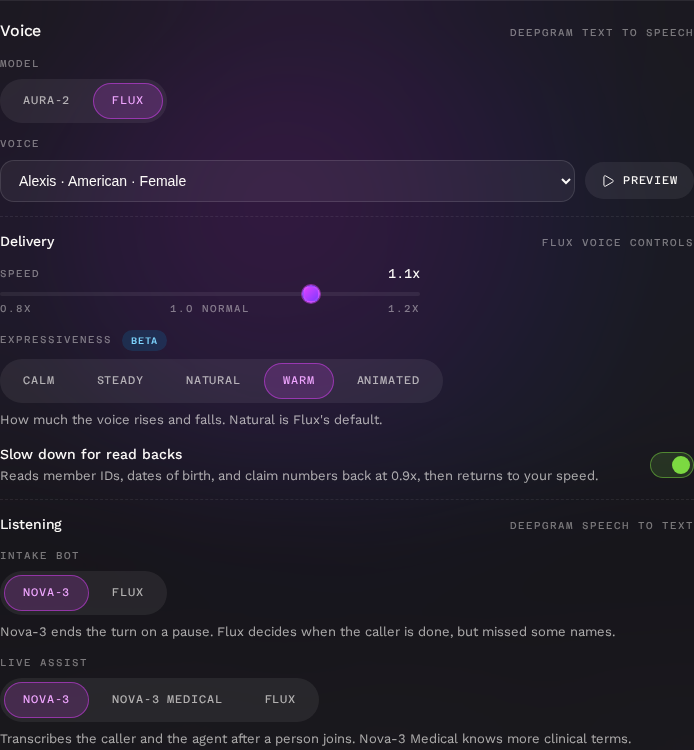 Voice DEEPGRAM TEXT TO SPEECH
MODEL
AURA-2 FLUX
VOICE
Alexis · American · Female PREVIEW
Delivery FLUX VOICE CONTROLS
SPEED 1.1x
0.8X 1.0 NORMAL 1.2X
EXPRESSIVENESS BETA
CALM STEADY NATURAL WARM ANIMATED
How much the voice rises and falls. Natural is Flux's default.
Slow down for read backs
Reads member IDs, dates of birth, and claim numbers back at 0.9x, then returns to your speed.
Listening DEEPGRAM SPEECH TO TEXT
INTAKE BOT
NOVA-3 FLUX
Nova-3 ends the turn on a pause. Flux decides when the caller is done, but missed some names.
LIVE ASSIST
NOVA-3 NOVA-3 MEDICAL FLUX
Transcribes the caller and the agent after a person joins. Nova-3 Medical knows more clinical terms.